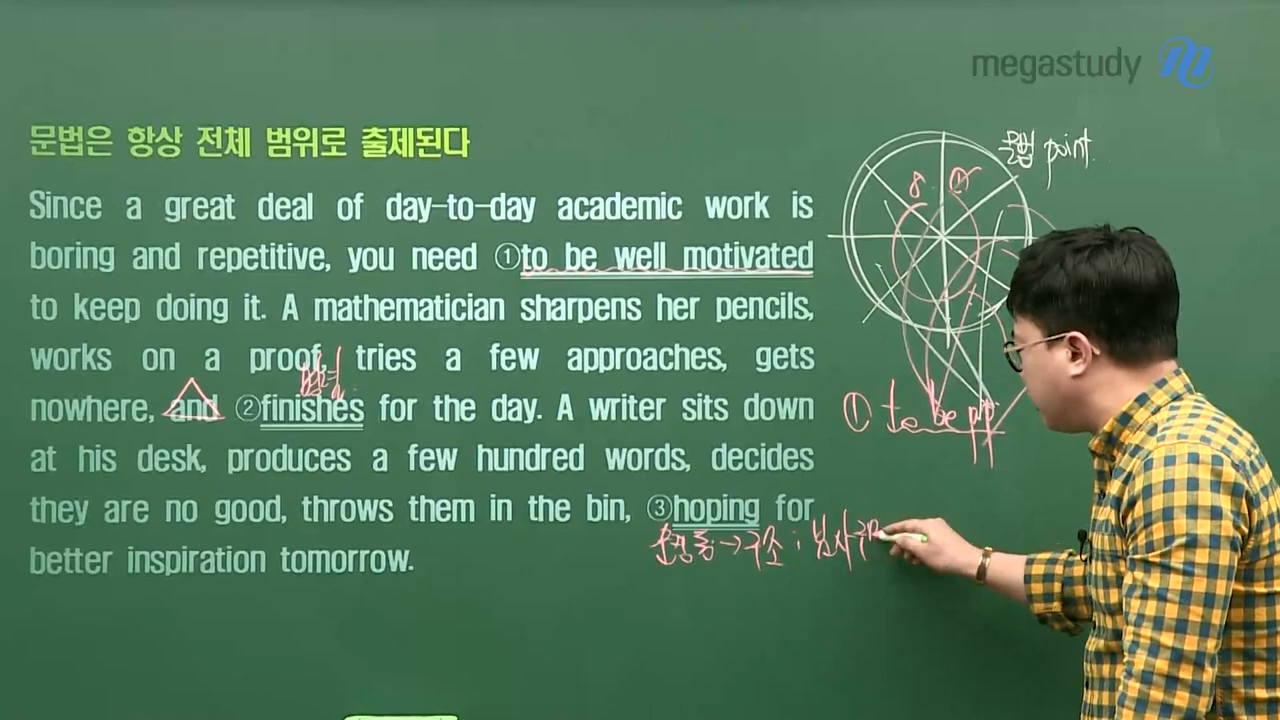 megastudy
문법은 항상 전체 범위로 출제된다
문법 point
Since a great deal of day-to-day academic work is
boring and repetitive, you need ①to be well motivated
to keep doing it. A mathematician sharpens her pencils,
works on a proof, tries a few approaches, gets
병렬
nowhere, and ②finishes for the day. A writer sits down
① to be pp
at his desk, produces a few hundred words, decides
they are no good, throws them in the bin, ③hoping for
→구조 : 분사구
better inspiration tomorrow.